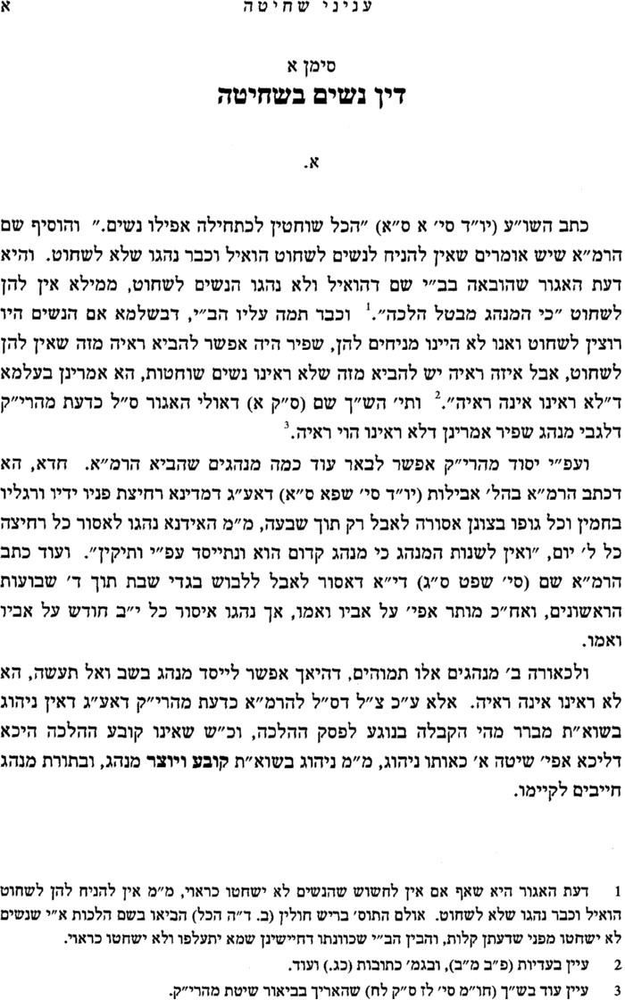 עניני שחיטה א
סימן א
דין נשים בשחיטה
א.
כתב השו״ע (יו״ד סי׳ א ס״א) ״הכל שוחטין לכתחילה אפילו נשים.״ והוסיף שם
הרמ״א שיש אומרים שאין להניח לנשים לשחוט הואיל וכבר נהגו שלא לשחוט. והיא
דעת האגור שהובאה בב״י שם דהואיל ולא נהגו הנשים לשחוט, ממילא אין להן
לשחוט ״כי המנהג מבטל הלכה״.1 וכבר תמה עליו הב״י, דבשלמא אם הנשים היו
רוצין לשחוט ואנו לא היינו מניחים להן, שפיר היה אפשר להביא ראיה מזה שאין להן
לשחוט, אבל איזה ראיה יש להביא מזה שלא ראינו נשים שוחטות, הא אמרינן בעלמא
ד״לא ראינו אינה ראיה״.2 ותי׳ הש״ך שם (ס״ק א) דאולי האגור ס״ל כדעת מהרי״ק
דלגבי מנהג שפיר אמרינן דלא ראינו הוי ראיה.3
ועפ״י יסוד מהרי״ק אפשר לבאר עוד כמה מנהגים שהביא הרמ״א. חדא, הא
דכתב הרמ״א בהל׳ אבילות (יו״ד סי׳ שפא ס״א) דאע״ג דמדינא רחיצת פניו ידיו ורגליו
בחמין וכל גופו בצונן אסורה לאבל רק תוך שבעה, מ״מ האידנא נהגו לאסור כל רחיצה
כל ל׳ יום, ״ואין לשנות המנהג כי מנהג קדום הוא ונתייסד עפ״י ותיקין״. ועוד כתב
הרמ״א שם (סי׳ שפט ס״ג) די״א דאסור לאבל ללבוש בגדי שבת תוך ד׳ שבועות
הראשונים, ואח״כ מותר אפי׳ על אביו ואמו, אך נהגו איסור כל י״ב חודש על אביו
ואמו.
ולכאורה ב׳ מנהגים אלו תמוהים, דהיאך אפשר לייסד מנהג בשב ואל תעשה, הא
לא ראינו אינה ראיה. אלא ע״כ צ״ל דס״ל להרמ״א כדעת מהרי״ק דאע״ג דאין ניהוג
בשוא״ת מברר מהי הקבלה בנוגע לפסק ההלכה, וכ״ש שאינו קובע ההלכה היכא
דליכא אפי׳ שיטה א׳ כאותו ניהוג, מ״מ ניהוג בשוא״ת קובע ויוצר מנהג, ובתורת מנהג
חייבים לקיימו.
1 דעת האגור היא שאף אם אין לחשוש שהנשים לא ישחטו כראוי, מ״מ אין להניח להן לשחוט
הואיל וכבר נהגו שלא לשחוט. אולם התוס׳ בריש חולין (ב. ד״ה הכל) הביאו בשם הלכות א״י שנשים
לא ישחטו מפני שדעתן קלות, והבין הב״י שכוונתו דחיישינן שמא יתעלפו ולא ישחטו כראוי.
2 עיין בעדיות (פ״ב מ״ב), ובגמ׳ כתובות (כג.) ועוד.
3 עיין עוד בש״ך (חו״מ סי׳ לז ס״ק לח) שהאריך בביאור שיטת מהרי״ק.